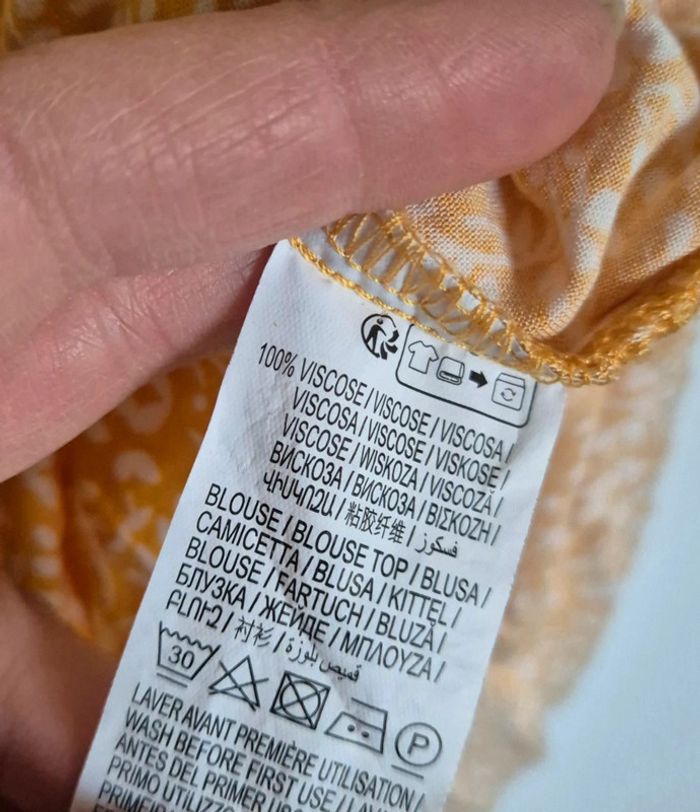 100% VISCOSE / VISCOSE / VISCOSA /
VISCOSA / VISCOSE / VISKOSE /
VISCOSE / WISKOZA / VISCOZĂ /
ВИСКОЗА / ВИСКОЗА / ΒΙΣΚΟΖΗ /
ՎԻՍԿՈԶԱ / 粘胶纤维 / فسكوز
BLOUSE / BLOUSE TOP / BLUSA /
CAMICETTA / BLUSA / KITTEL /
BLOUSE / FARTUCH / BLUZĂ /
БЛУЗКА / ЖЕЙДЕ / ΜΠΛΟΥΖΑ /
ԲԼՈՒԶ / 衬衫 / قميص بلوزة
30
P
LAVER AVANT PREMIÈRE UTILISATION /
WASH BEFORE FIRST USE / LAVAR
ANTES DEL PRIMER USO
PRIMO UTILIZZO